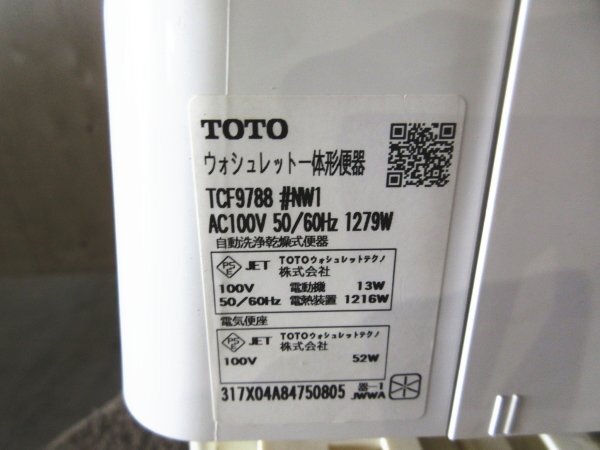 TOTO
ウォシュレット一体形便器
TCF9788 #NW1
AC100V 50/60Hz 1279W
自動洗浄乾燥式便器
PS E JET TOTOウォシュレットテクノ
株式会社
100V 電動機 13W
50/60Hz 電熱装置 1216W
電気便座
PS E JET TOTOウォシュレットテクノ
株式会社
100V 52W
317X04A84750805 器-1
JWWA